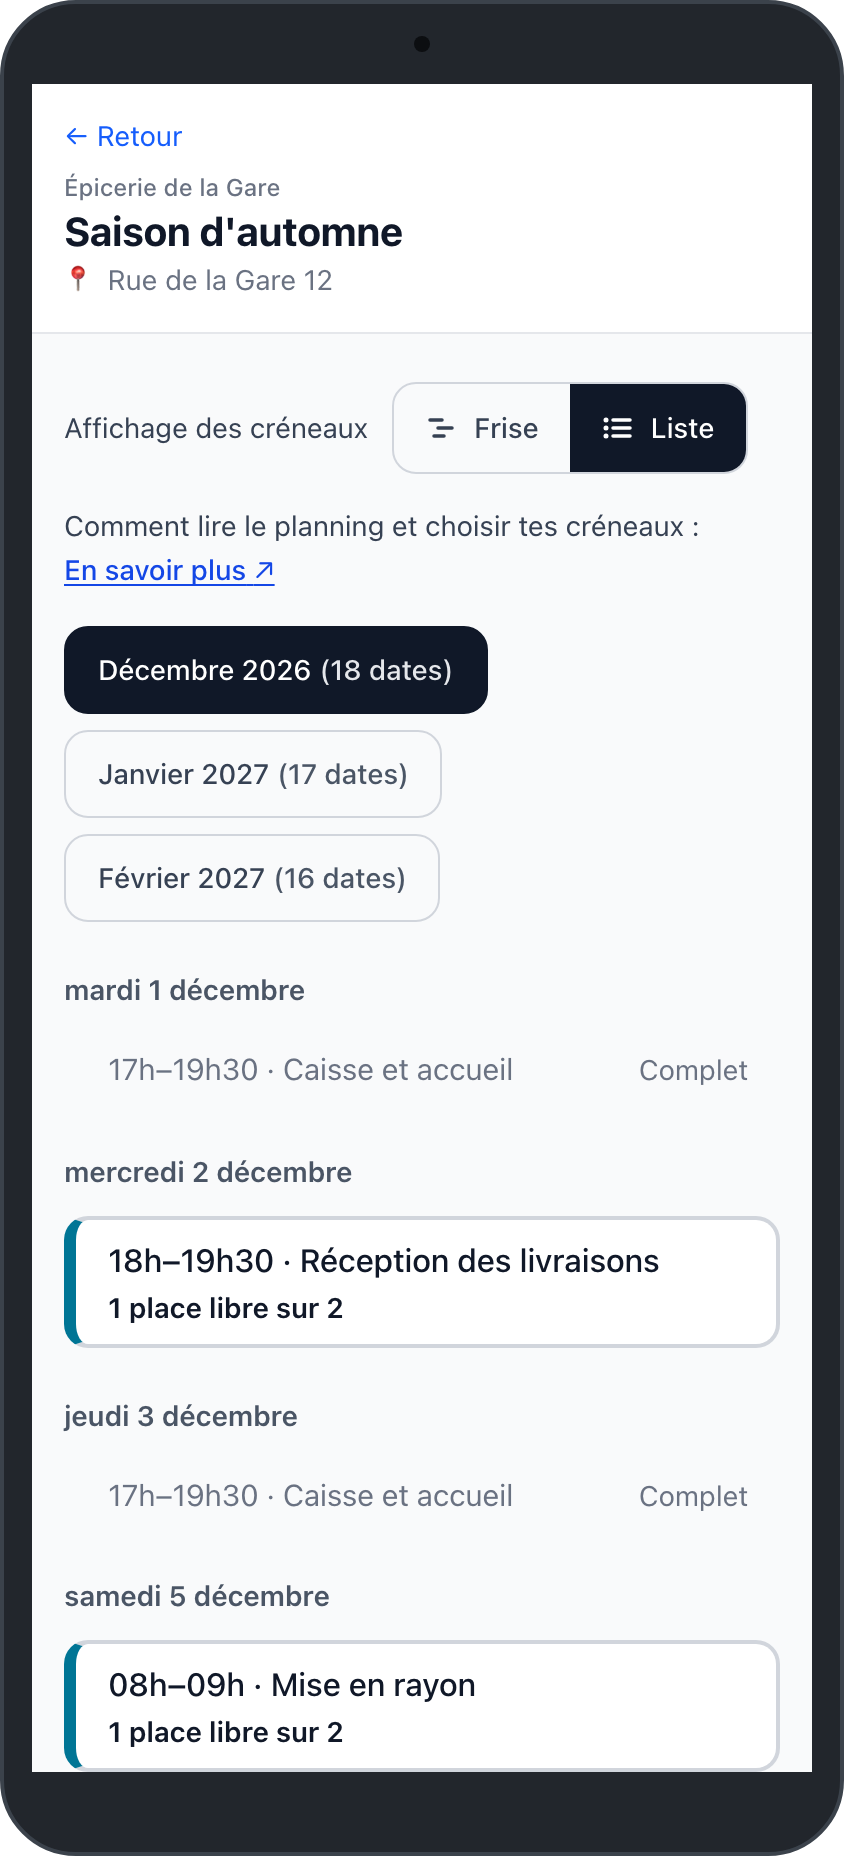 ← Retour
Épicerie de la Gare
Saison d'automne
📍 Rue de la Gare 12
Affichage des créneaux
Frise
Liste
Comment lire le planning et choisir tes créneaux :
En savoir plus ↗
Décembre 2026 (18 dates)
Janvier 2027 (17 dates)
Février 2027 (16 dates)
mardi 1 décembre
17h–19h30 · Caisse et accueil Complet
mercredi 2 décembre
18h–19h30 · Réception des livraisons
1 place libre sur 2
jeudi 3 décembre
17h–19h30 · Caisse et accueil Complet
samedi 5 décembre
08h–09h · Mise en rayon
1 place libre sur 2